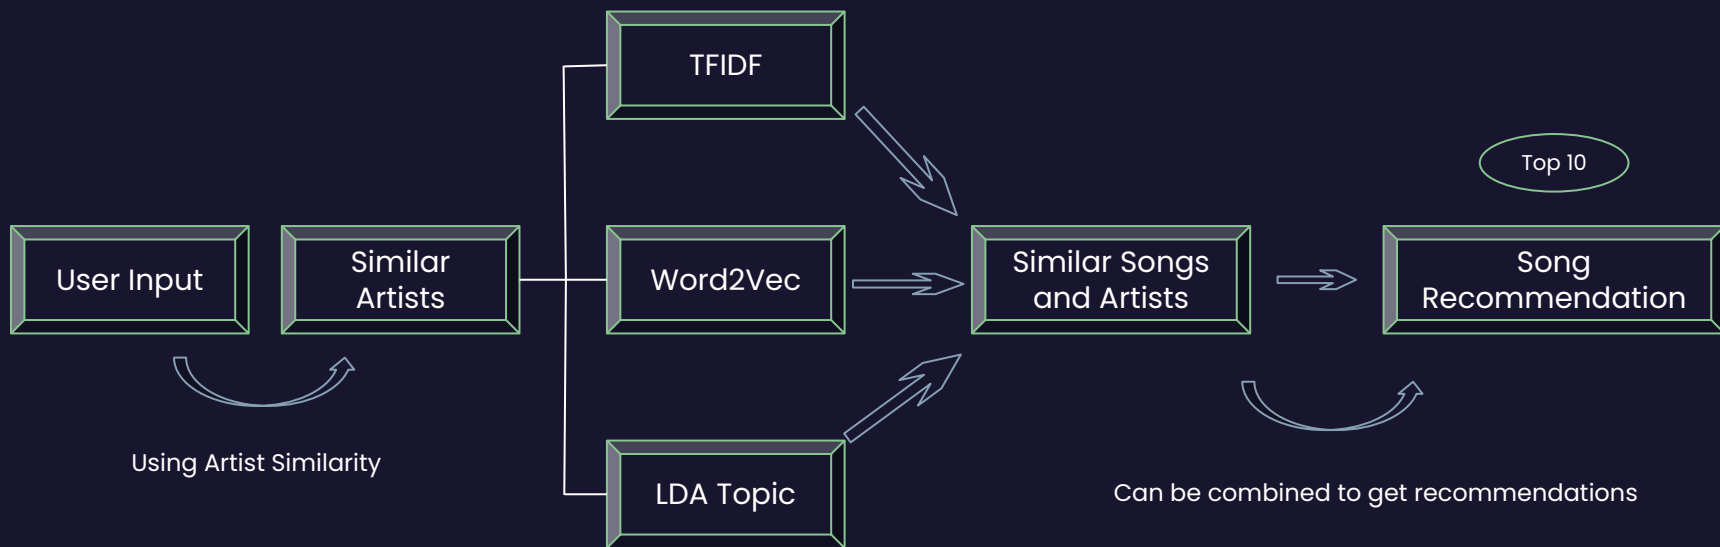 TFIDF
Top 10
User Input
Similar
Artists
Word2Vec
Similar Songs
and Artists
Song
Recommendation
Using Artist Similarity
LDA Topic
Can be combined to get recommendations